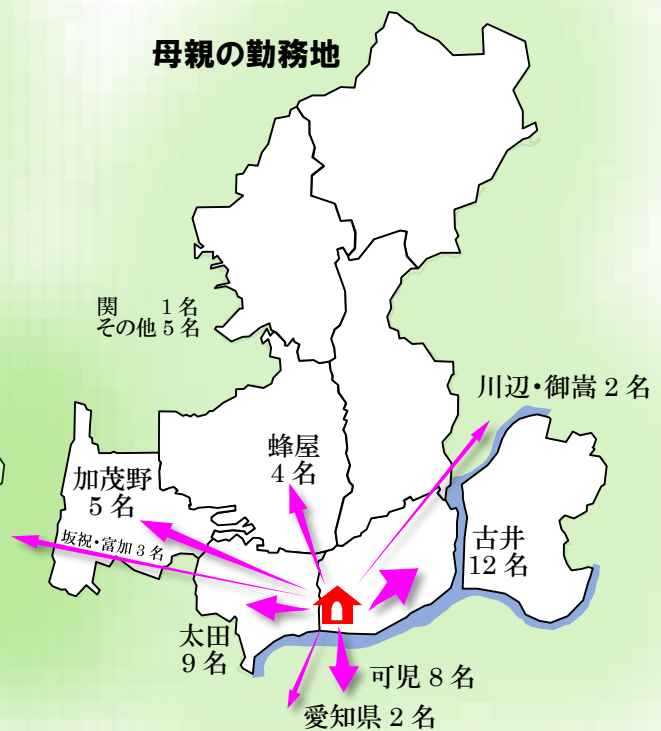 母親の勤務地
関　　1名
その他5名
川辺・御嵩2名
蜂屋
4名
加茂野
5名
坂祝・富加3名
古井
12名
太田
9名
可児8名
愛知県2名